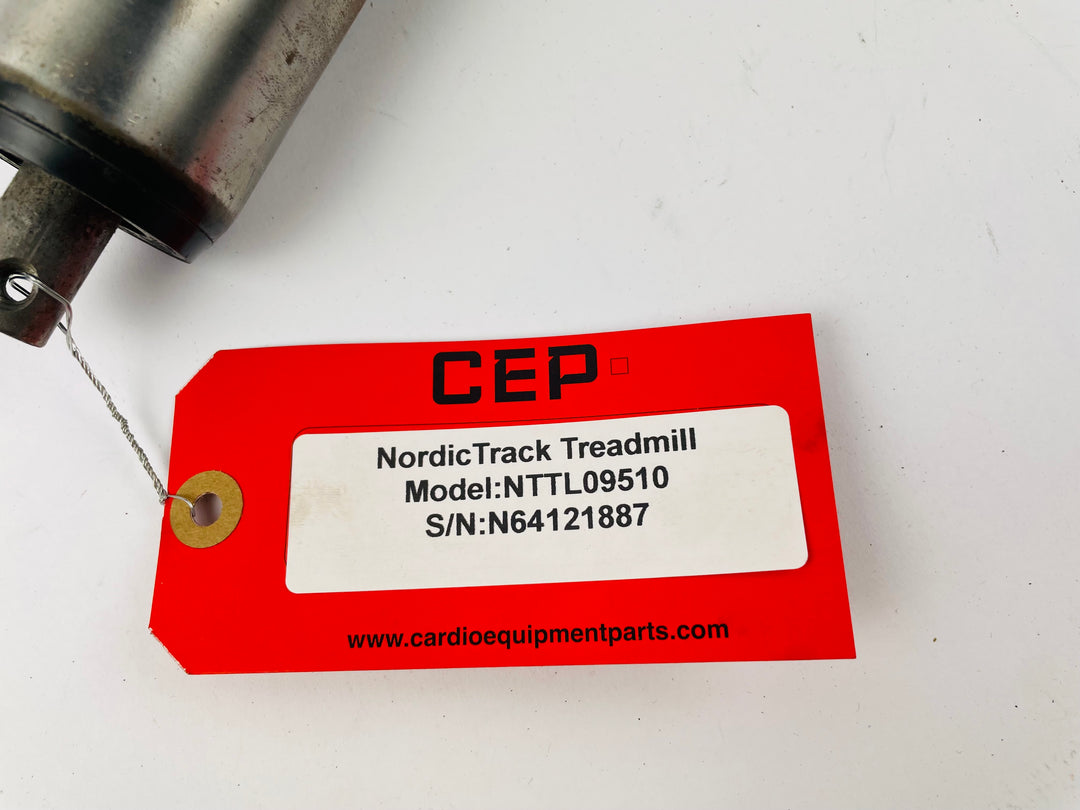 CEP
NordicTrack Treadmill
Model:NTTL09510
S/N:N64121887
www.cardioequipmentparts.com